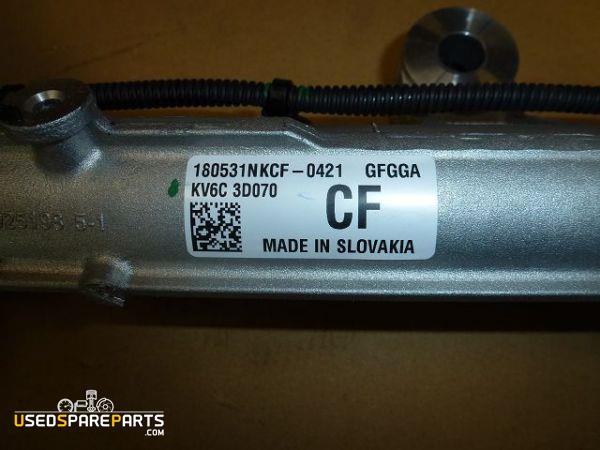 180531NKCF-0421 GFGGA
KV6C 3D070
CF
MADE IN SLOVAKIA
USEDSPAREPARTS
.COM